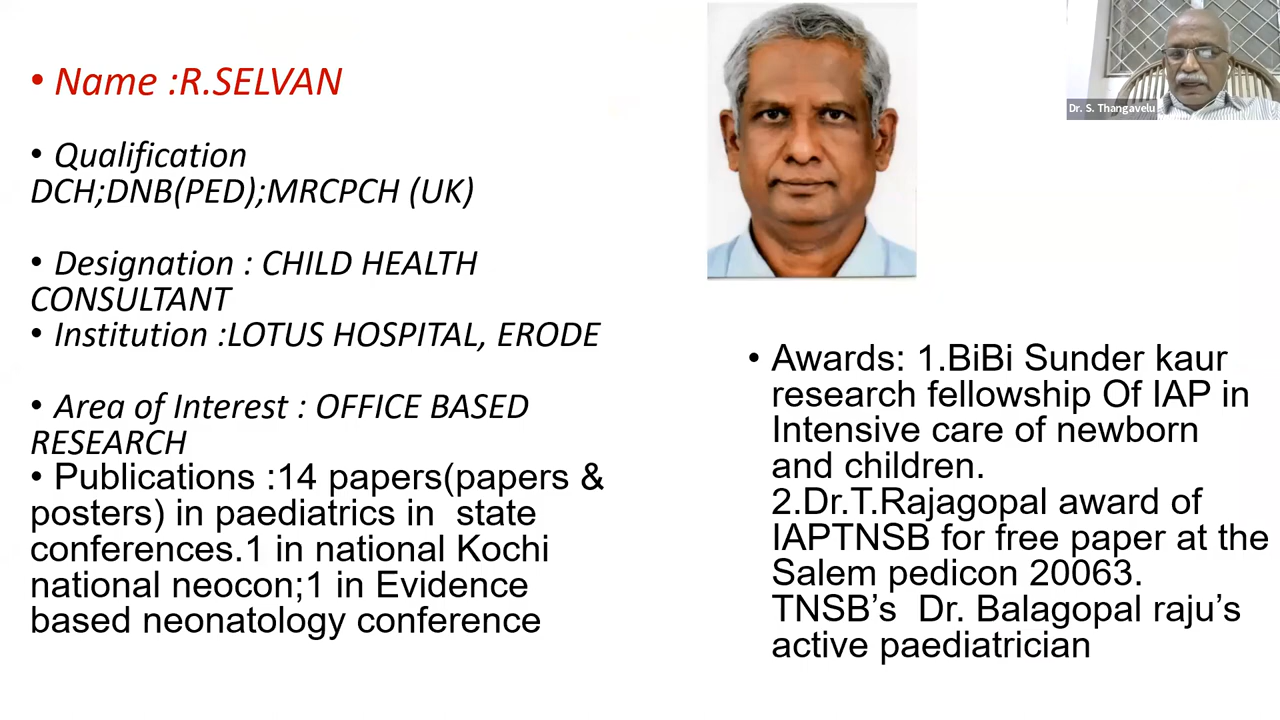 • Name :R.SELVAN
• Qualification
DCH;DNB(PED);MRCPCH (UK)
• Designation : CHILD HEALTH
CONSULTANT
• Institution :LOTUS HOSPITAL, ERODE
• Area of Interest : OFFICE BASED
RESEARCH
• Publications :14 papers(papers &
posters) in paediatrics in  state
conferences.1 in national Kochi
national neocon;1 in Evidence
based neonatology conference
Dr. S. Thangavelu
• Awards: 1.BiBi Sunder kaur
research fellowship Of IAP in
Intensive care of newborn
and children.
2.Dr.T.Rajagopal award of
IAPTNSB for free paper at the
Salem pedicon 20063.
TNSB’s  Dr. Balagopal raju’s
active paediatrician